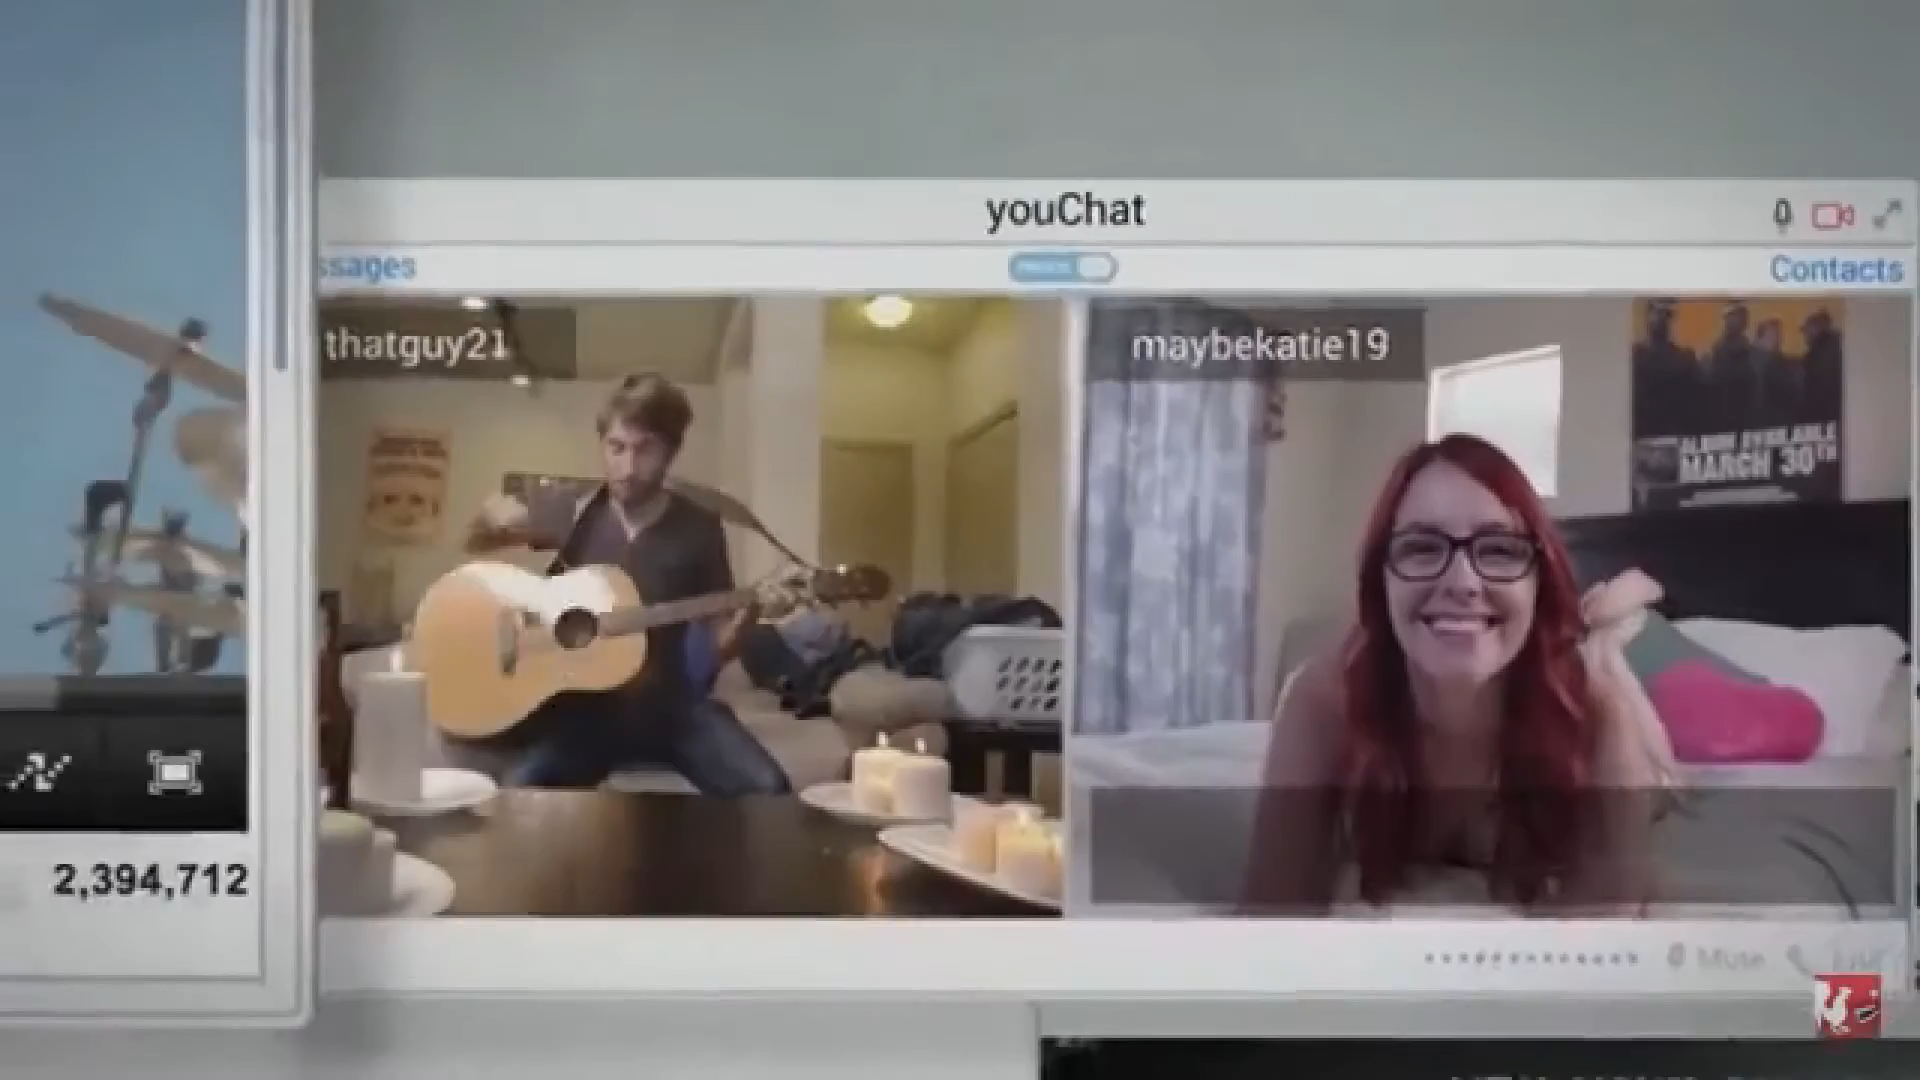 youChat
ssages
Contacts
thatguy21
maybekatie19
ALBUM AVAILABLE
MARCH 30TH
2,394,712
Mute